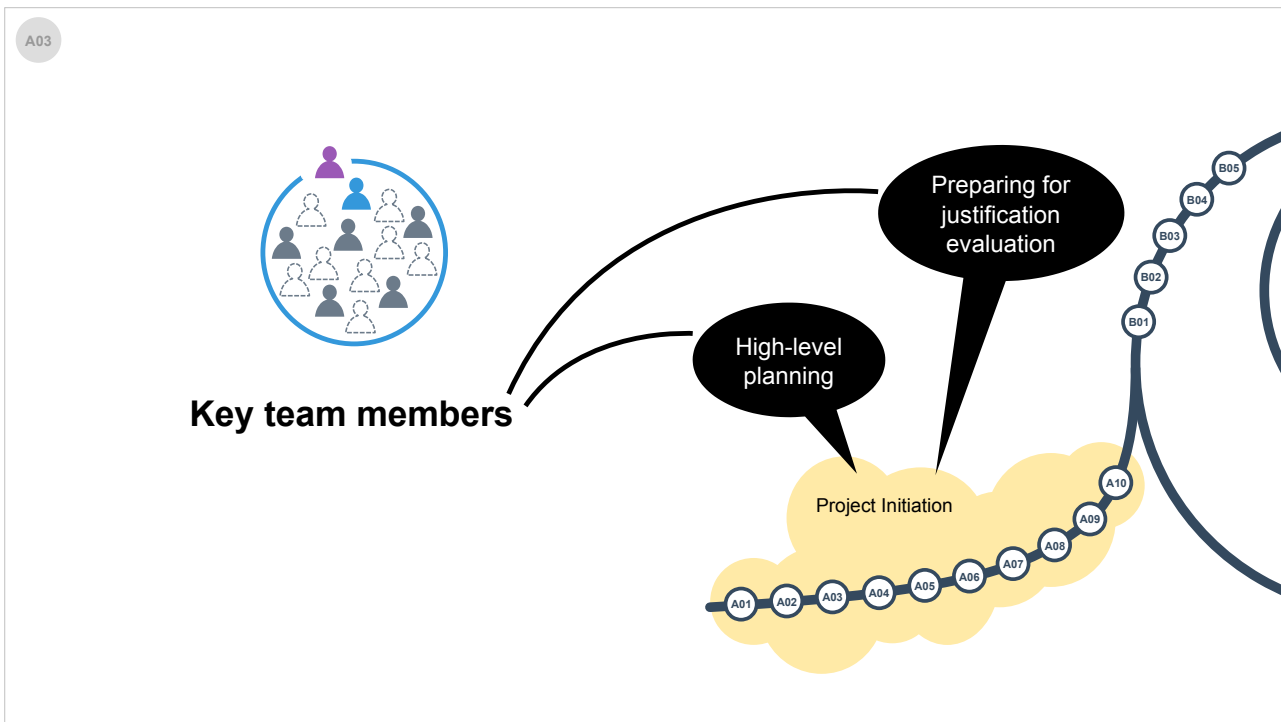 A03
Preparing for
justification
evaluation
High-level
planning
Key team members
Project Initiation
A01
A02
A03
A04
A05
A06
A07
A08
A09
A10
B01
B02
B03
B04
B05